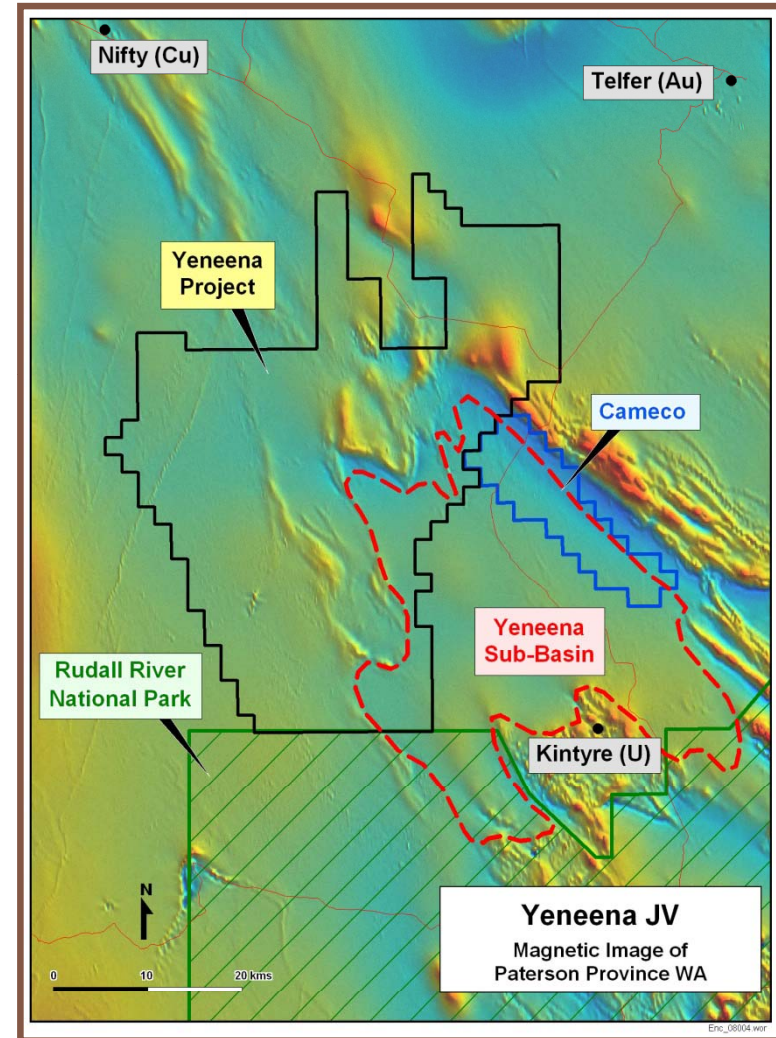 Nifty (Cu)
Telfer (Au)
Yeneena
Project
Cameco
Yeneena
Sub-Basin
Rudall River
National Park
Kintyre (U)
N
0 10 20 kms
Yeneena JV
Magnetic Image of
Paterson Province WA
Enc_08004.wor